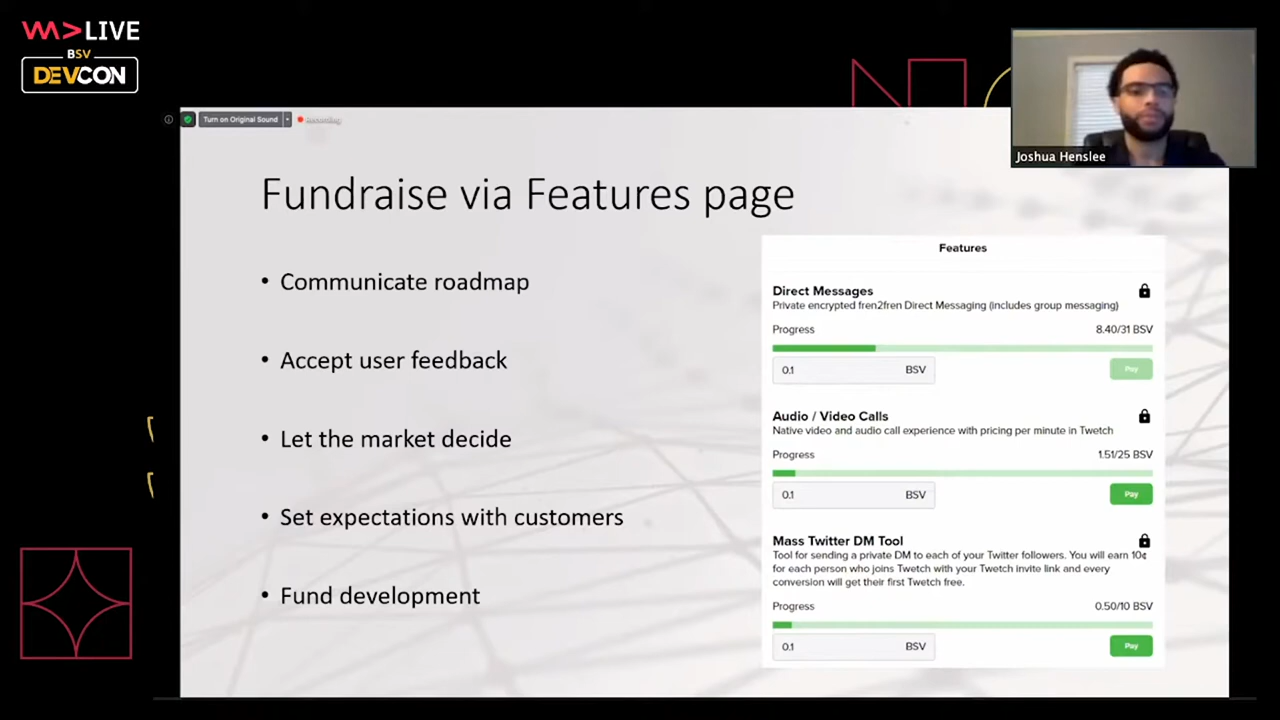 LIVE
BSV
DEVCON
Joshua Henslee
Turn on Original Sound
Recording
Fundraise via Features page
• Communicate roadmap
• Accept user feedback
• Let the market decide
• Set expectations with customers
• Fund development
Features
Direct Messages
Private encrypted fren2fren Direct Messaging (includes group messaging)
Progress 8.40/31 BSV
0.1 BSV Pay
Audio / Video Calls
Native video and audio call experience with pricing per minute in Twetch
Progress 1.51/25 BSV
0.1 BSV Pay
Mass Twitter DM Tool
Tool for sending a private DM to each of your Twitter followers. You will earn 10¢
for each person who joins Twetch with your Twetch invite link and every
conversion will get their first Twetch free.
Progress 0.50/10 BSV
0.1 BSV Pay